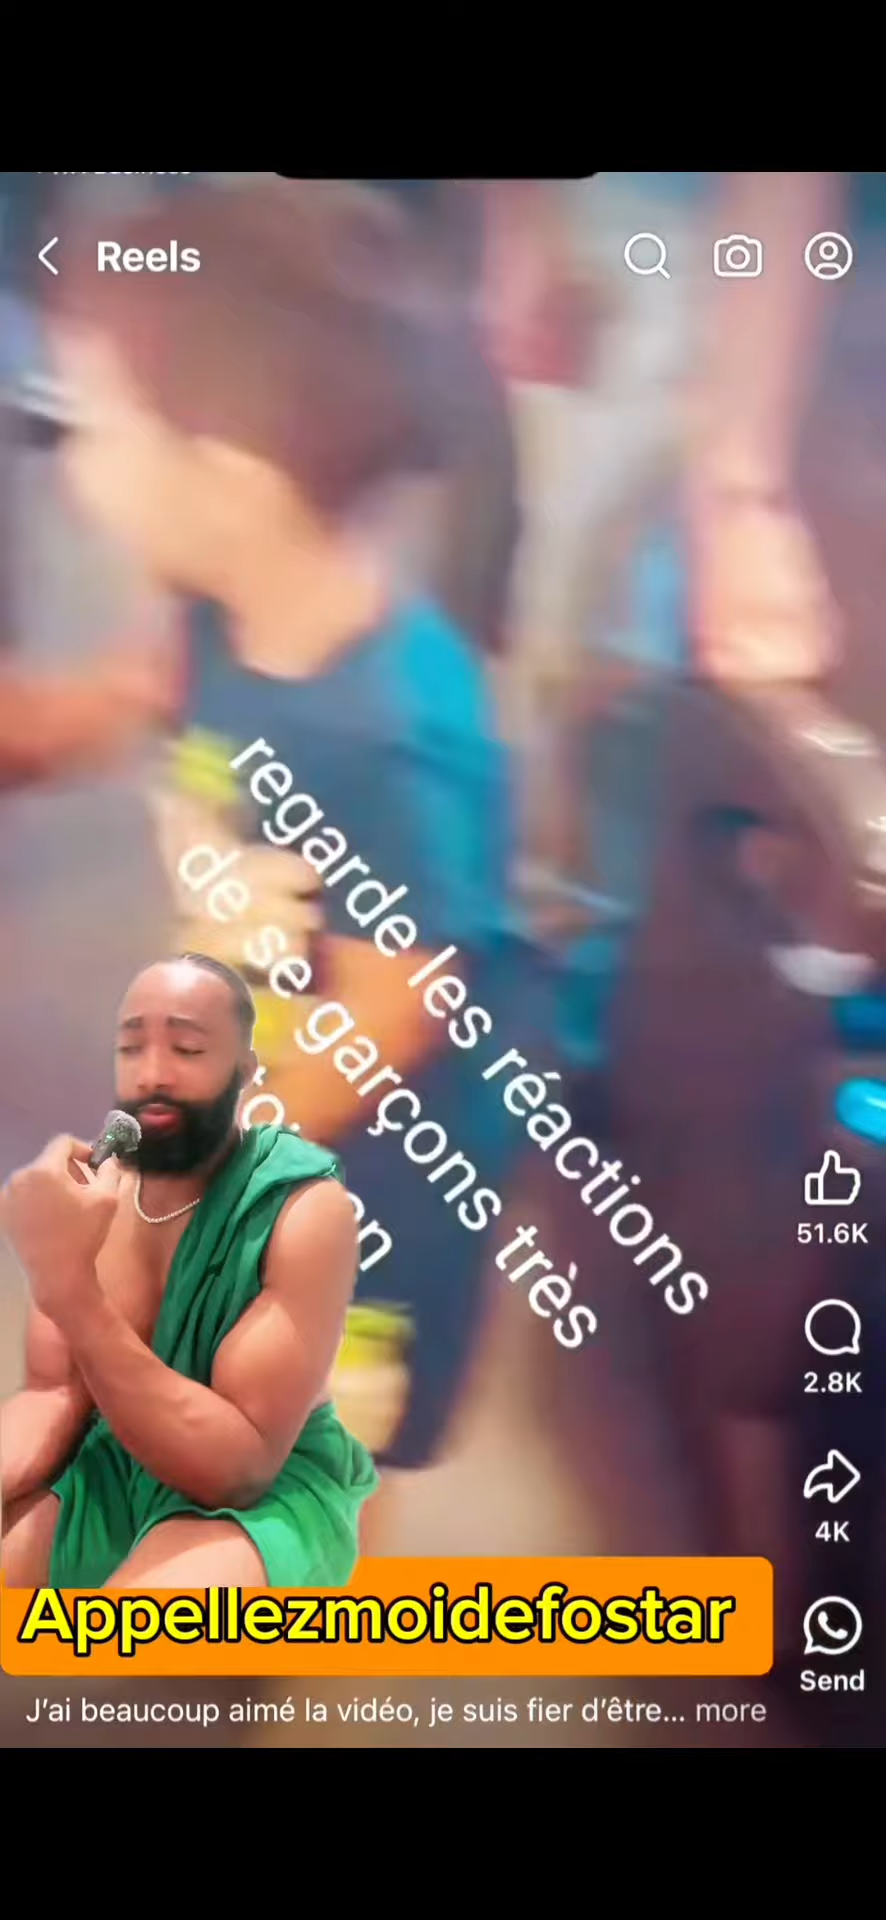 Reels
regarde les réactions
de se garçons très
51.6K
2.8K
4K
Appellezmoidefostar
Send
J'ai beaucoup aimé la vidéo, je suis fier d'être... more